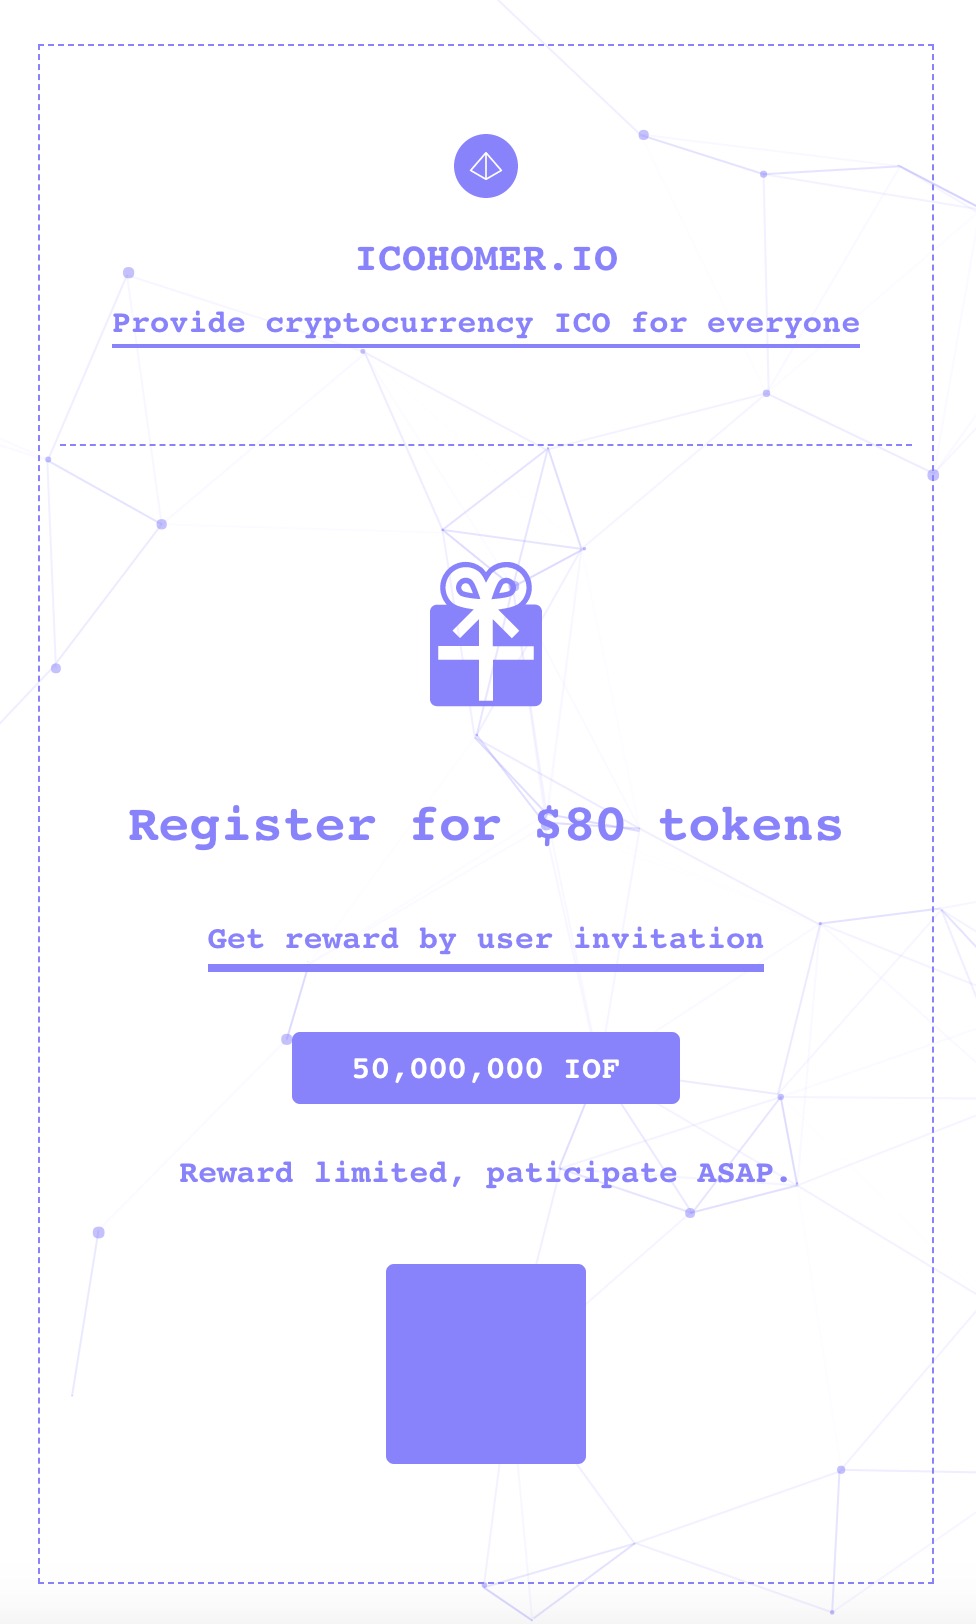 ICOHOMER.IO
Provide cryptocurrency ICO for everyone
Register for $80 tokens
Get reward by user invitation
50,000,000 IOF
Reward limited, paticipate ASAP.